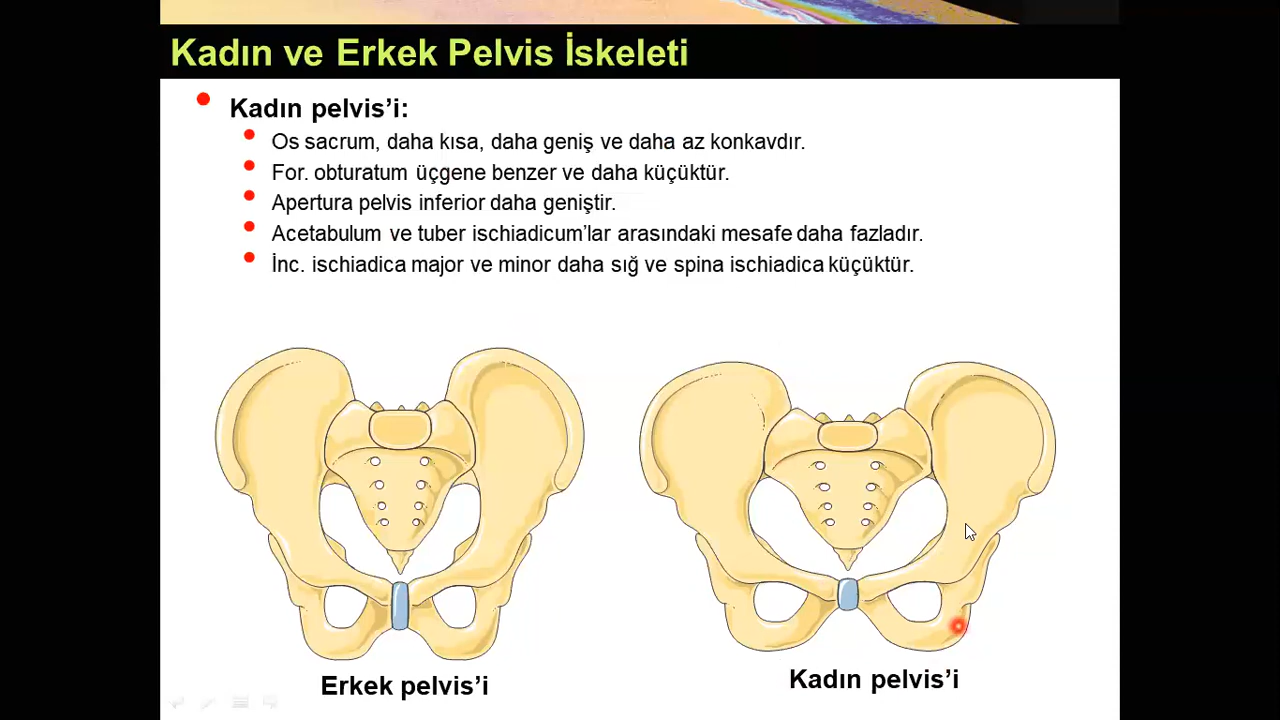 Kadın ve Erkek Pelvis İskeleti
Kadın pelvis’i:
Os sacrum, daha kısa, daha geniş ve daha az konkavdır.
For. obturatum üçgene benzer ve daha küçüktür.
Apertura pelvis inferior daha geniştir.
Acetabulum ve tuber ischiadicum’lar arasındaki mesafe daha fazladır.
İnc. ischiadica major ve minor daha sığ ve spina ischiadica küçüktür.
Erkek pelvis’i
Kadın pelvis’i